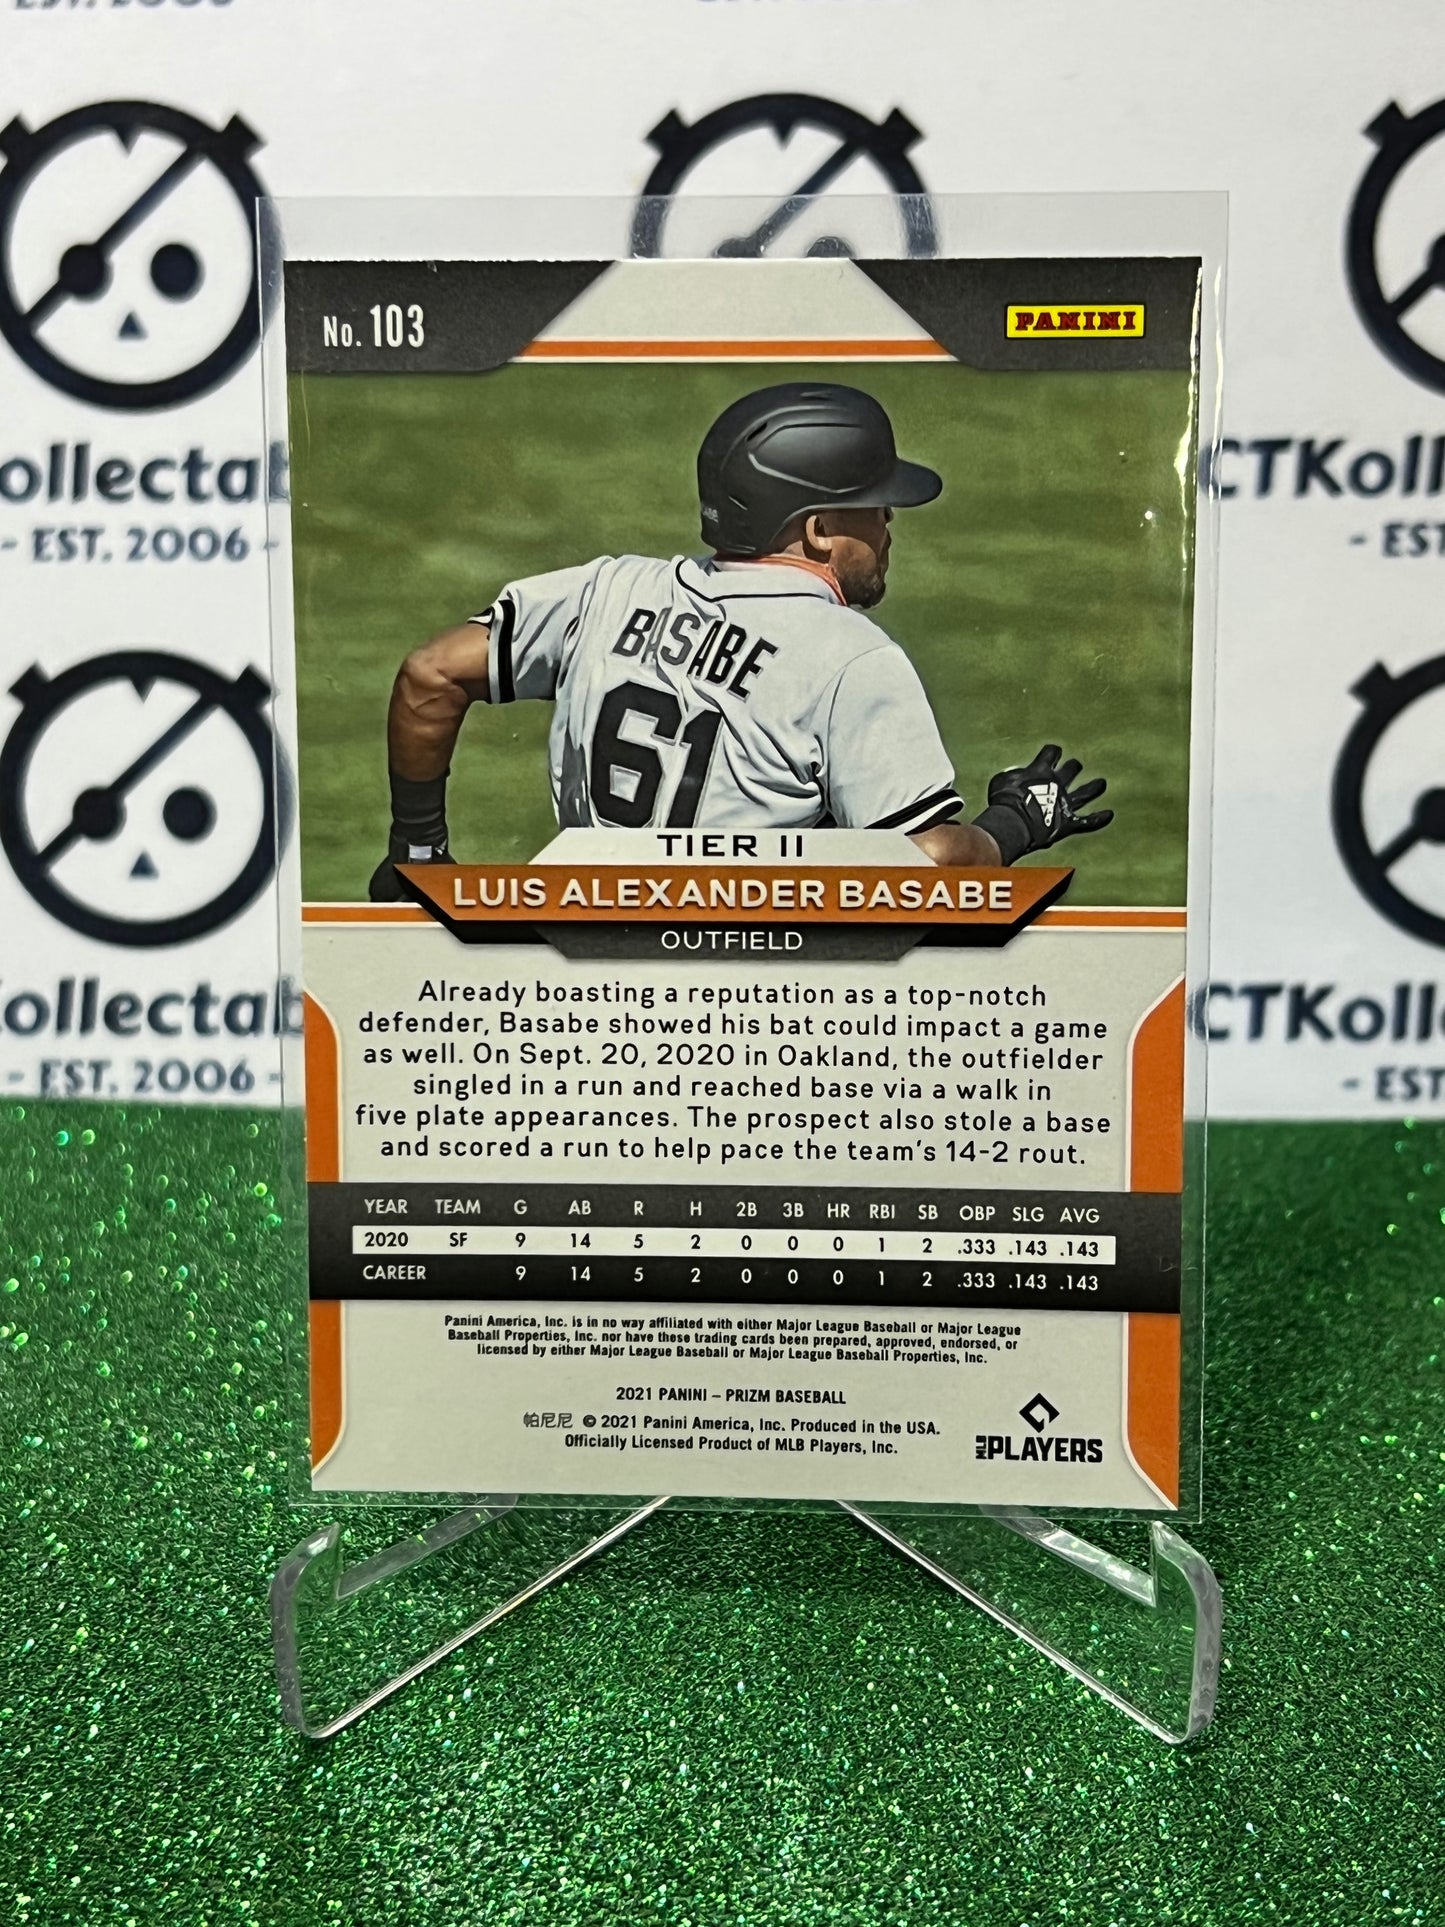 EST. 2006
No. 103
PANINI
BASABE
61
TIER II
LUIS ALEXANDER BASABE
OUTFIELD
Already boasting a reputation as a top-notch
defender, Basabe showed his bat could impact a game
as well. On Sept. 20, 2020 in Oakland, the outfielder
singled in a run and reached base via a walk in
five plate appearances. The prospect also stole a base
and scored a run to help pace the team's 14-2 rout.
YEAR TEAM G AB R H 2B 3B HR RBI SB OBP SLG AVG
2020 SF 9 14 5 2 0 0 0 1 2 .333 .143 .143
CAREER 9 14 5 2 0 0 0 1 2 .333 .143 .143
Panini America, Inc. is in no way affiliated with either Major League Baseball or Major League
Baseball Properties, Inc. nor have these trading cards been prepared, approved, endorsed, or
licensed by either Major League Baseball or Major League Baseball Properties, Inc.
2021 PANINI – PRIZM BASEBALL
帕尼尼 © 2021 Panini America, Inc. Produced in the USA.
Officially Licensed Product of MLB Players, Inc.
MLB PLAYERS
ollectab
- EST. 2006 -
CTKoll
- EST
ollectab
- EST. 2006 -
CTKoll
- EST